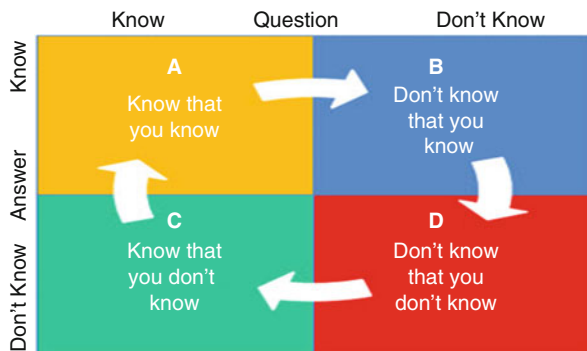 Know Question Don't Know
Know
Answer
Don't Know
A
Know that
you know
B
Don't know
that you
know
C
Know that
you don't
know
D
Don't know
that you
don't know